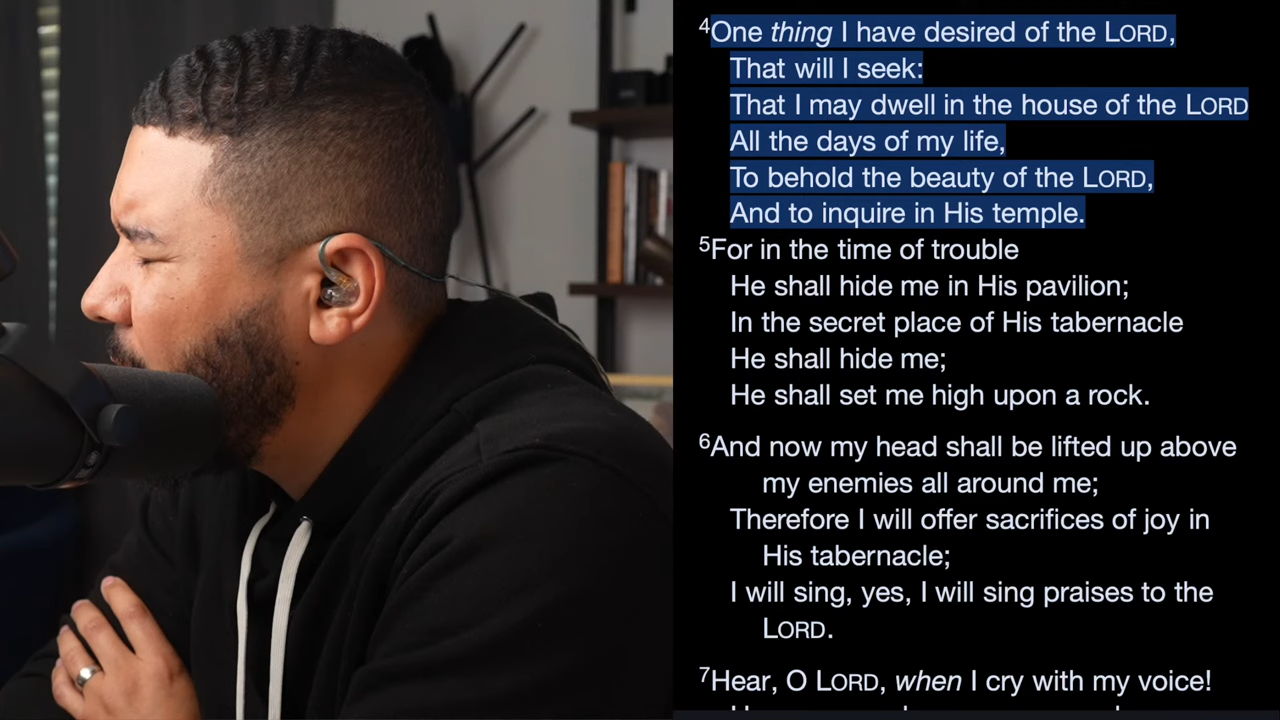 4One thing I have desired of the LORD,
That will I seek:
That I may dwell in the house of the LORD
All the days of my life,
To behold the beauty of the LORD,
And to inquire in His temple.
5For in the time of trouble
He shall hide me in His pavilion;
In the secret place of His tabernacle
He shall hide me;
He shall set me high upon a rock.
6And now my head shall be lifted up above
my enemies all around me;
Therefore I will offer sacrifices of joy in
His tabernacle;
I will sing, yes, I will sing praises to the
LORD.
7Hear, O LORD, when I cry with my voice!